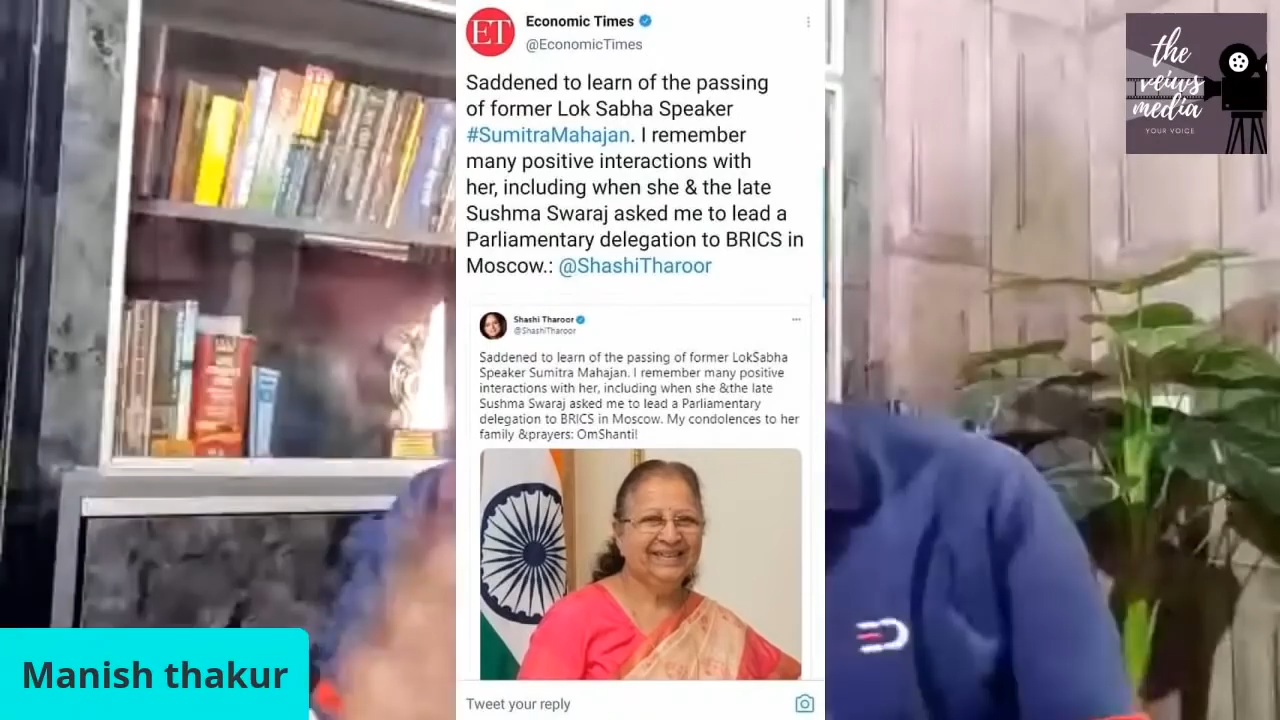 ET
Economic Times
@EconomicTimes
Saddened to learn of the passing
of former Lok Sabha Speaker
#SumitraMahajan. I remember
many positive interactions with
her, including when she & the late
Sushma Swaraj asked me to lead a
Parliamentary delegation to BRICS in
Moscow.: @ShashiTharoor
Shashi Tharoor
@ShashiTharoor
Saddened to learn of the passing of former LokSabha
Speaker Sumitra Mahajan. I remember many positive
interactions with her, including when she &the late
Sushma Swaraj asked me to lead a Parliamentary
delegation to BRICS in Moscow. My condolences to her
family &prayers: OmShanti!
Tweet your reply
the
veiws
media
YOUR VOICE
Manish thakur